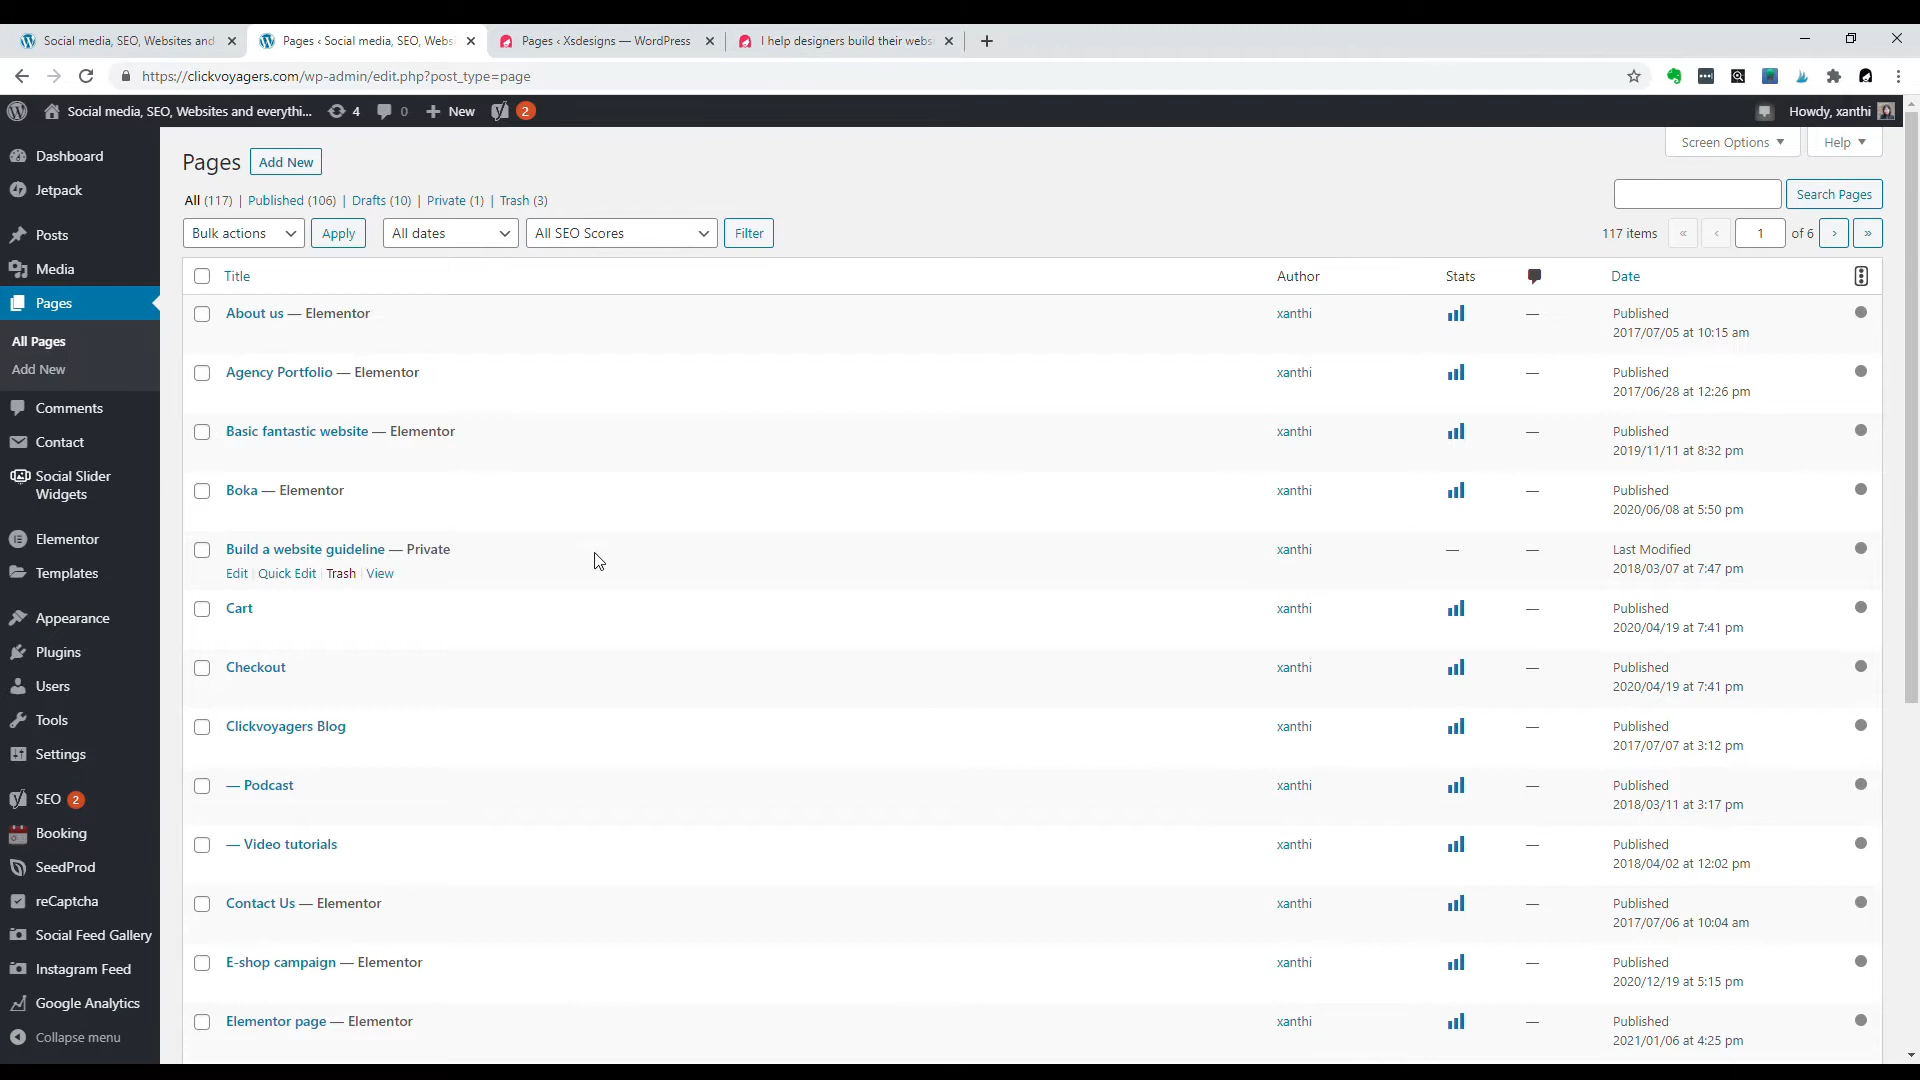 Social media, SEO, Websites and
Pages ‹ Social media, SEO, Websi
Pages ‹ Xsdesigns — WordPress
I help designers build their webs
https://clickvoyagers.com/wp-admin/edit.php?post_type=page
Social media, SEO, Websites and everythi...
4
0
New
2
Howdy, xanthi
Dashboard
Jetpack
Posts
Media
Pages
All Pages
Add New
Comments
Contact
Social Slider
Widgets
Elementor
Templates
Appearance
Plugins
Users
Tools
Settings
SEO 2
Booking
SeedProd
reCaptcha
Social Feed Gallery
Instagram Feed
Google Analytics
Collapse menu
Screen Options
Help
Pages
Add New
All (117) | Published (106) | Drafts (10) | Private (1) | Trash (3)
Search Pages
Bulk actions
Apply
All dates
All SEO Scores
Filter
117 items « ‹ 1 of 6 › »
Title Author Stats Date
About us — Elementor xanthi — Published
2017/07/05 at 10:15 am
Agency Portfolio — Elementor xanthi — Published
2017/06/28 at 12:26 pm
Basic fantastic website — Elementor xanthi — Published
2019/11/11 at 8:32 pm
Boka — Elementor xanthi — Published
2020/06/08 at 5:50 pm
Build a website guideline — Private xanthi — — Last Modified
2018/03/07 at 7:47 pm
Edit | Quick Edit | Trash | View
Cart xanthi — Published
2020/04/19 at 7:41 pm
Checkout xanthi — Published
2020/04/19 at 7:41 pm
Clickvoyagers Blog xanthi — Published
2017/07/07 at 3:12 pm
— Podcast xanthi — Published
2018/03/11 at 3:17 pm
— Video tutorials xanthi — Published
2018/04/02 at 12:02 pm
Contact Us — Elementor xanthi — Published
2017/07/06 at 10:04 am
E-shop campaign — Elementor xanthi — Published
2020/12/19 at 5:15 pm
Elementor page — Elementor xanthi — Published
2021/01/06 at 4:25 pm